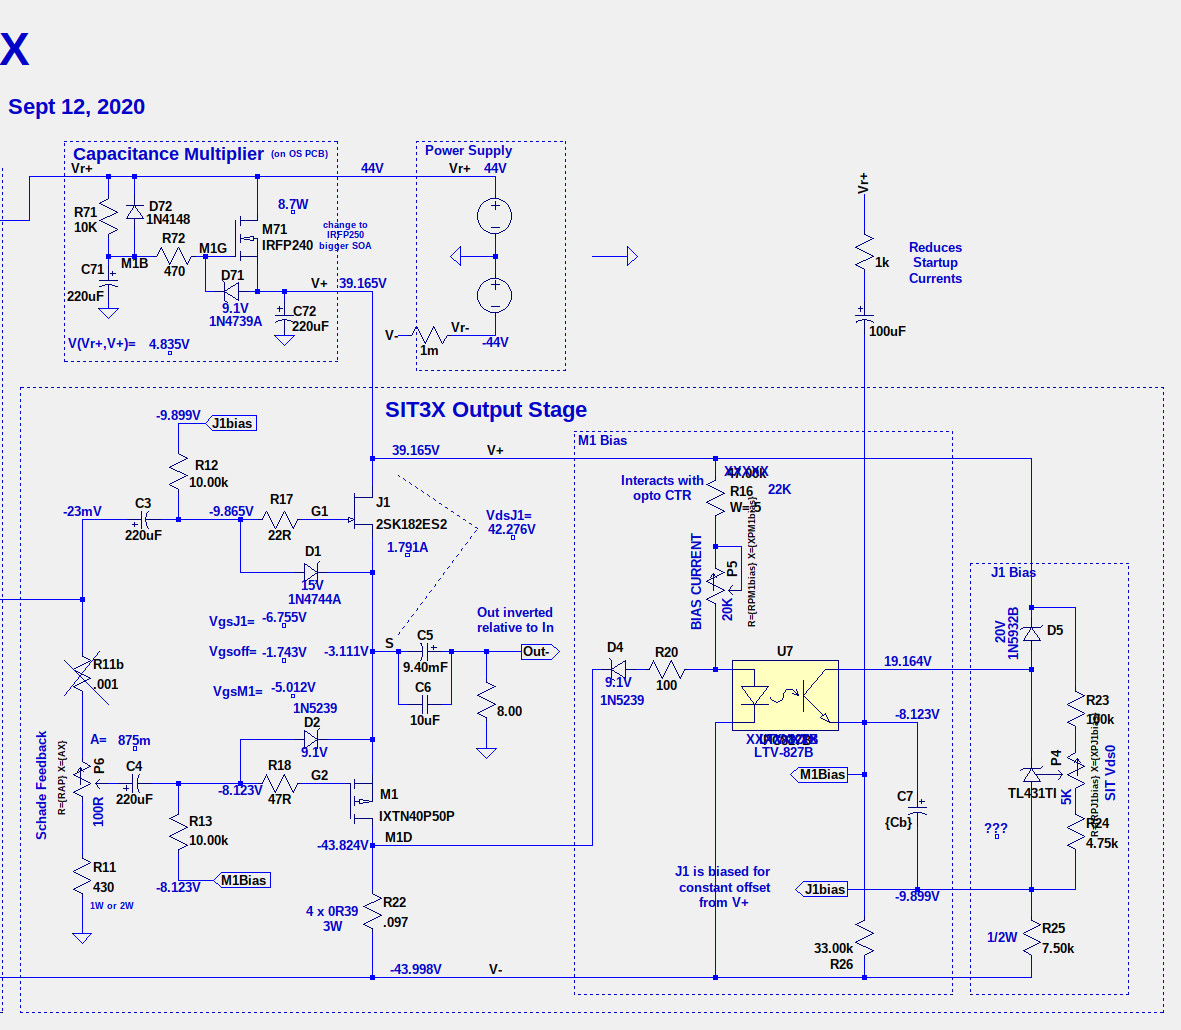 X
Sept 12, 2020
Capacitance Multiplier (on OS PCB)
Vr+
44V
R71
10K
D72
1N4148
8.7W
M71
IRFP240
change to
IRFP250
bigger SOA
R72
470
M1G
M1B
C71
220uF
D71
9.1V
1N4739A
V+
39.165V
C72
220uF
V(Vr+,V+)=
4.835V
Power Supply
Vr+
44V
V-
1m
Vr-
-44V
Vr+
1k
Reduces
Startup
Currents
100uF
SIT3X Output Stage
-9.899V
J1bias
R12
10.00k
39.165V
V+
-23mV
C3
220uF
-9.865V
R17
22R
G1
J1
2SK182ES2
1.791A
VdsJ1=
42.276V
D1
15V
1N4744A
VgsJ1=
-6.755V
Vgsoff=
-1.743V
VgsM1=
-5.012V
-3.111V
S
C5
9.40mF
C6
10uF
Out inverted
relative to In
Out-
8.00
R11b
.001
1N5239
D2
9.1V
A=
875m
Schade Feedback
R={RAP} X={AX}
P6
100R
C4
220uF
-8.123V
R18
47R
G2
M1
IXTN40P50P
R13
10.00k
-43.824V
M1D
R11
430
1W or 2W
-8.123V
M1Bias
4 x 0R39
3W
R22
.097
-43.998V
V-
M1 Bias
Interacts with
opto CTR
XXXXX
R16
22K
BIAS CURRENT
P5
20K
R={RPM1bias} X={XPM1bias}
D4
9.1V
1N5239
R20
100
U7
LTV-827B
19.164V
-8.123V
M1Bias
C7
{Cb}
J1 is biased for
constant offset
from V+
J1bias
-9.899V
33.00k
R26
J1 Bias
20V
1N5932B
D5
R23
100k
P4
5K
SIT Vds0
TL431TI
???
R24
4.75k
1/2W
R25
7.50k